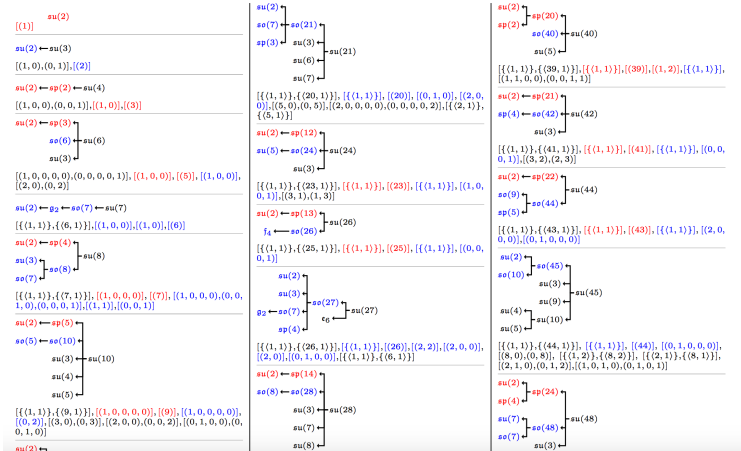 su(2)
[(1)]
su(2) ← su(3)
[(1, 0),(0, 1)],[(2)]
su(2) ← sp(2) ← su(4)
[(1, 0, 0),(0, 0, 1)],[(1, 0)],[(3)]
su(2) ← sp(3)
so(6) su(6)
su(3)
[(1, 0, 0, 0, 0),(0, 0, 0, 0, 1)],[(1, 0, 0)],[(5)],[(1, 0, 0)],
[(2, 0),(0, 2)]
su(2) ← g₂ ← so(7) ← su(7)
[{⟨1, 1⟩},{⟨6, 1⟩}],[(1, 0, 0)],[(1, 0)],[(6)]
su(2) ← sp(4)
su(3) su(8)
so(8)
so(7)
[{⟨1, 1⟩},{⟨7, 1⟩}],[(1, 0, 0, 0)],[(7)],[(1, 0, 0, 0),(0, 0,
1, 0),(0, 0, 0, 1)],[(1, 1)],[(0, 0, 1)]
su(2) ← sp(5)
so(5) ← so(10)
su(3) su(10)
su(4)
su(5)
[{⟨1, 1⟩},{⟨9, 1⟩}],[(1, 0, 0, 0, 0)],[(9)],[(1, 0, 0, 0, 0)],
[(0, 2)],[(3, 0),(0, 3)],[(2, 0, 0),(0, 0, 2)],[(0, 1, 0, 0),(0,
0, 1, 0)]
su(2)
su(2)
so(7) so(21)
sp(3) su(3)
su(21)
su(6)
su(7)
[{⟨1, 1⟩},{⟨20, 1⟩}],[{⟨1, 1⟩}],[(20)],[(0, 1, 0)],[(2, 0,
0)],[(5, 0),(0, 5)],[(2, 0, 0, 0, 0),(0, 0, 0, 0, 2)],[{⟨2, 1⟩},
{⟨5, 1⟩}]
su(2) ← sp(12)
su(5) ← so(24) su(24)
su(3)
[{⟨1, 1⟩},{⟨23, 1⟩}],[{⟨1, 1⟩}],[(23)],[{⟨1, 1⟩}],[(1, 0,
0, 1)],[(3, 1),(1, 3)]
su(2) ← sp(13)
su(26)
f₄ ← so(26)
[{⟨1, 1⟩},{⟨25, 1⟩}],[{⟨1, 1⟩}],[(25)],[{⟨1, 1⟩}],[(0, 0,
0, 1)]
su(2)
su(3)
so(27)
g₂ ← so(7) su(27)
e₆
sp(4)
[{⟨1, 1⟩},{⟨26, 1⟩}],[{⟨1, 1⟩}],[(26)],[(2, 2)],[(2, 0, 0)],
[(2, 0)],[(0, 1, 0, 0)],[{⟨1, 1⟩},{⟨6, 1⟩}]
su(2) ← sp(14)
so(8) ← so(28)
su(3) su(28)
su(7)
su(8)
su(2) sp(20)
sp(2)
so(40) su(40)
su(5)
[{⟨1, 1⟩},{⟨39, 1⟩}],[{⟨1, 1⟩}],[(39)],[(1, 2)],[{⟨1, 1⟩}],
[(1, 1, 0, 0),(0, 0, 1, 1)]
su(2) ← sp(21)
sp(4) ← so(42) su(42)
su(3)
[{⟨1, 1⟩},{⟨41, 1⟩}],[{⟨1, 1⟩}],[(41)],[{⟨1, 1⟩}],[(0, 0,
0, 1)],[(3, 2),(2, 3)]
su(2) ← sp(22)
so(9) su(44)
so(44)
sp(5)
[{⟨1, 1⟩},{⟨43, 1⟩}],[{⟨1, 1⟩}],[(43)],[{⟨1, 1⟩}],[(2, 0,
0, 0)],[(0, 1, 0, 0, 0)]
su(2) so(45)
so(10)
su(3)
su(9) su(45)
su(4) su(10)
su(5)
[{⟨1, 1⟩},{⟨44, 1⟩}], [{⟨1, 1⟩}], [(44)], [(0, 1, 0, 0, 0)],
[(8, 0),(0, 8)], [{⟨1, 2⟩},{⟨8, 2⟩}], [{⟨2, 1⟩},{⟨8, 1⟩}],
[(2, 1, 0),(0, 1, 2)],[(1, 0, 1, 0),(0, 1, 0, 1)]
su(2) sp(24)
sp(4)
su(7) su(48)
so(48)
so(7)
su(3)